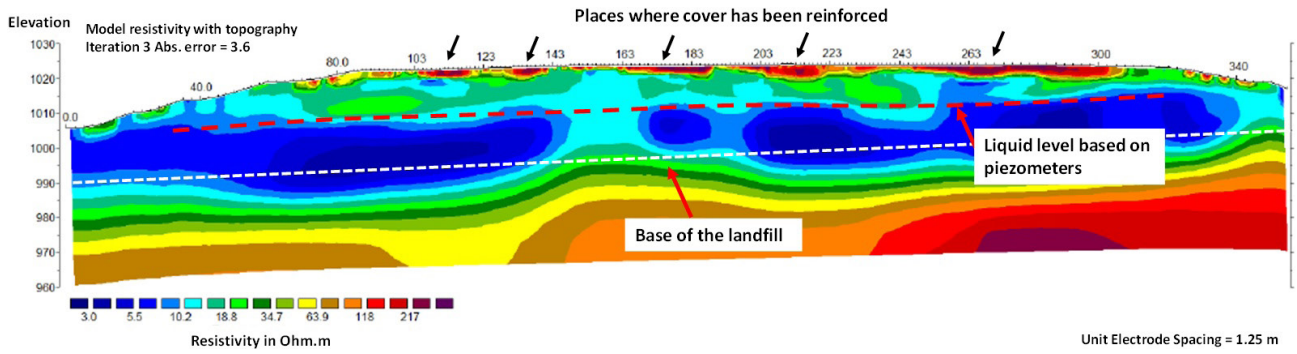 Places where cover has been reinforced
Elevation
Model resistivity with topography
Iteration 3 Abs. error = 3.6
1030
1020
1010
1000
990
980
970
960
0.0
40.0
80.0
103
123
143
163
183
203
223
243
263
300
340
Liquid level based on
piezometers
Base of the landfill
3.0 5.5 10.2 18.8 34.7 63.9 118 217
Resistivity in Ohm.m
Unit Electrode Spacing = 1.25 m